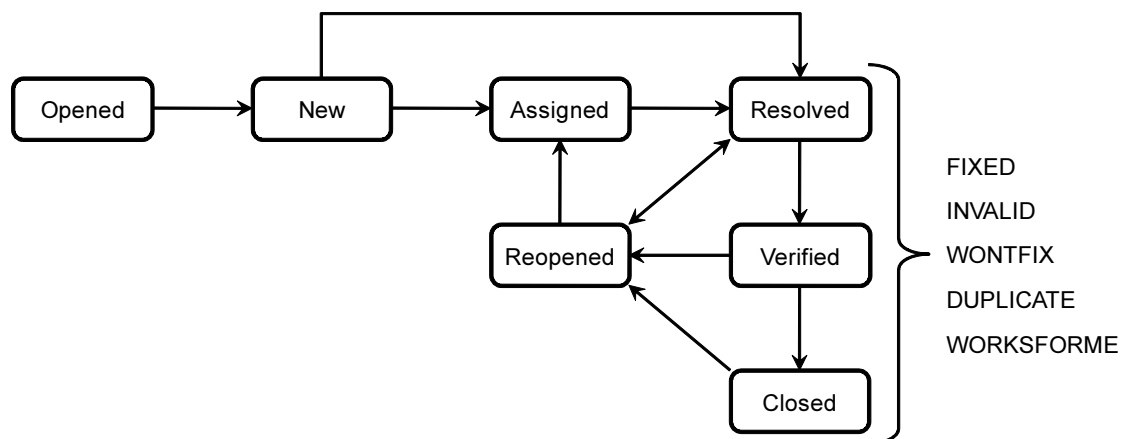 Opened
New
Assigned
Resolved
Reopened
Verified
Closed
FIXED
INVALID
WONTFIX
DUPLICATE
WORKSFORME